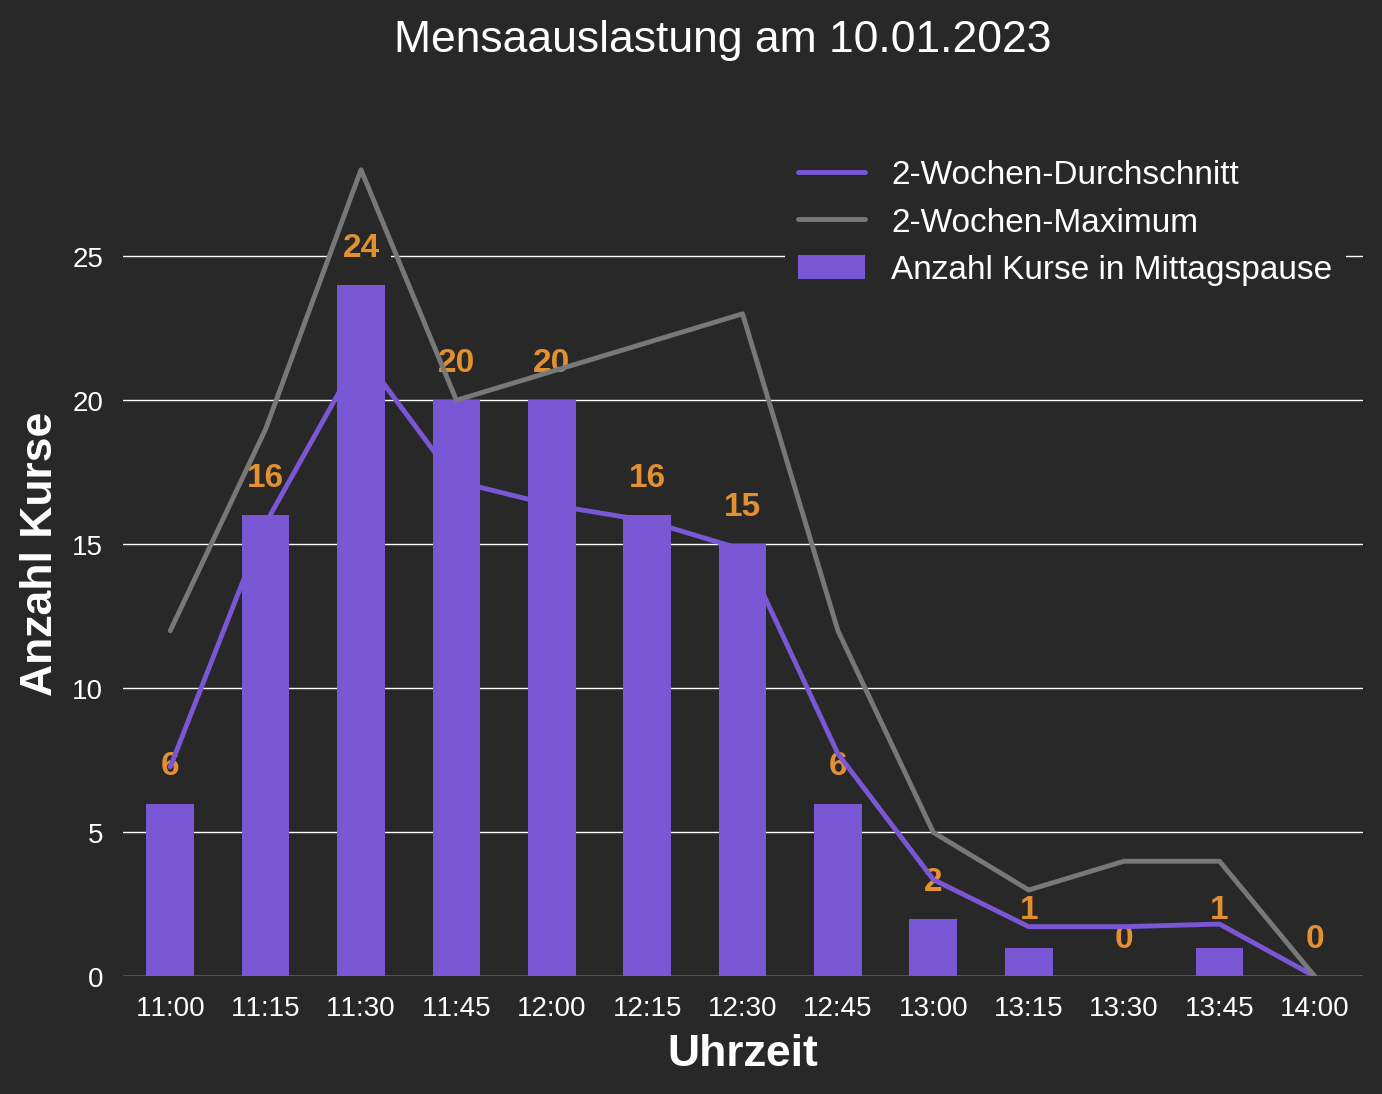 Mensaauslastung am 10.01.2023
2-Wochen-Durchschnitt
2-Wochen-Maximum
Anzahl Kurse in Mittagspause
Anzahl Kurse
25
20
15
10
5
0
6
16
24
20
20
16
15
6
2
1
0
1
0
11:00 11:15 11:30 11:45 12:00 12:15 12:30 12:45 13:00 13:15 13:30 13:45 14:00
Uhrzeit